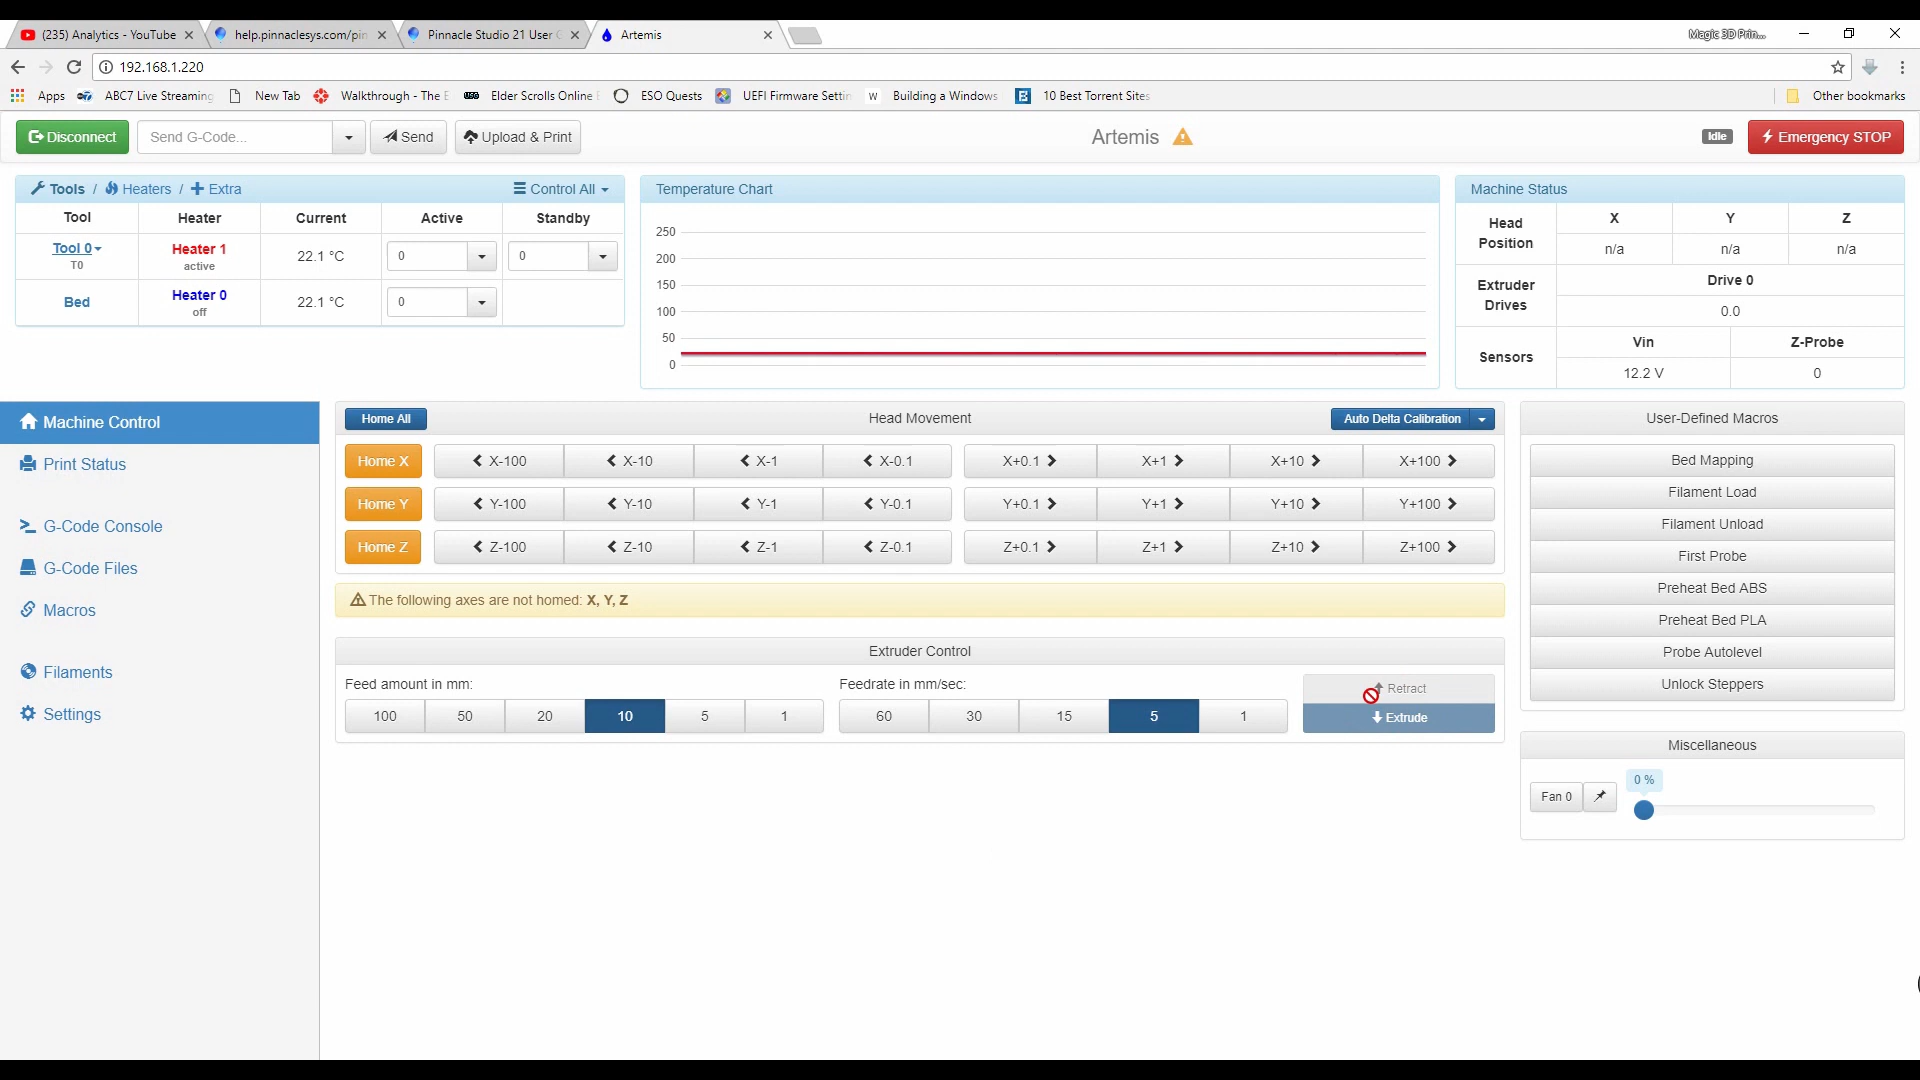 (235) Analytics - YouTube
help.pinnaclesys.com/pin
Pinnacle Studio 21 User G
Artemis
Magic 3D Prin...
192.168.1.220
Apps
ABC7 Live Streaming
New Tab
Walkthrough - The E
Elder Scrolls Online
ESO Quests
UEFI Firmware Settin
W Building a Windows
10 Best Torrent Sites
Other bookmarks
Disconnect
Send G-Code...
Send
Upload & Print
Artemis
Idle
Emergency STOP
Tools / Heaters / Extra
Control All
Tool Heater Current Active Standby
Tool 0
T0
Heater 1
active
22.1 °C
0
0
Bed
Heater 0
off
22.1 °C
0
Temperature Chart
250
200
150
100
50
0
Machine Status
Head Position
X Y Z
n/a n/a n/a
Extruder Drives
Drive 0
0.0
Sensors
Vin Z-Probe
12.2 V 0
Machine Control
Print Status
G-Code Console
G-Code Files
Macros
Filaments
Settings
Home All
Head Movement
Auto Delta Calibration
Home X X-100 X-10 X-1 X-0.1 X+0.1 X+1 X+10 X+100
Home Y Y-100 Y-10 Y-1 Y-0.1 Y+0.1 Y+1 Y+10 Y+100
Home Z Z-100 Z-10 Z-1 Z-0.1 Z+0.1 Z+1 Z+10 Z+100
The following axes are not homed: X, Y, Z
Extruder Control
Feed amount in mm:
100 50 20 10 5 1
Feedrate in mm/sec:
60 30 15 5 1
Retract
Extrude
User-Defined Macros
Bed Mapping
Filament Load
Filament Unload
First Probe
Preheat Bed ABS
Preheat Bed PLA
Probe Autolevel
Unlock Steppers
Miscellaneous
Fan 0
0 %